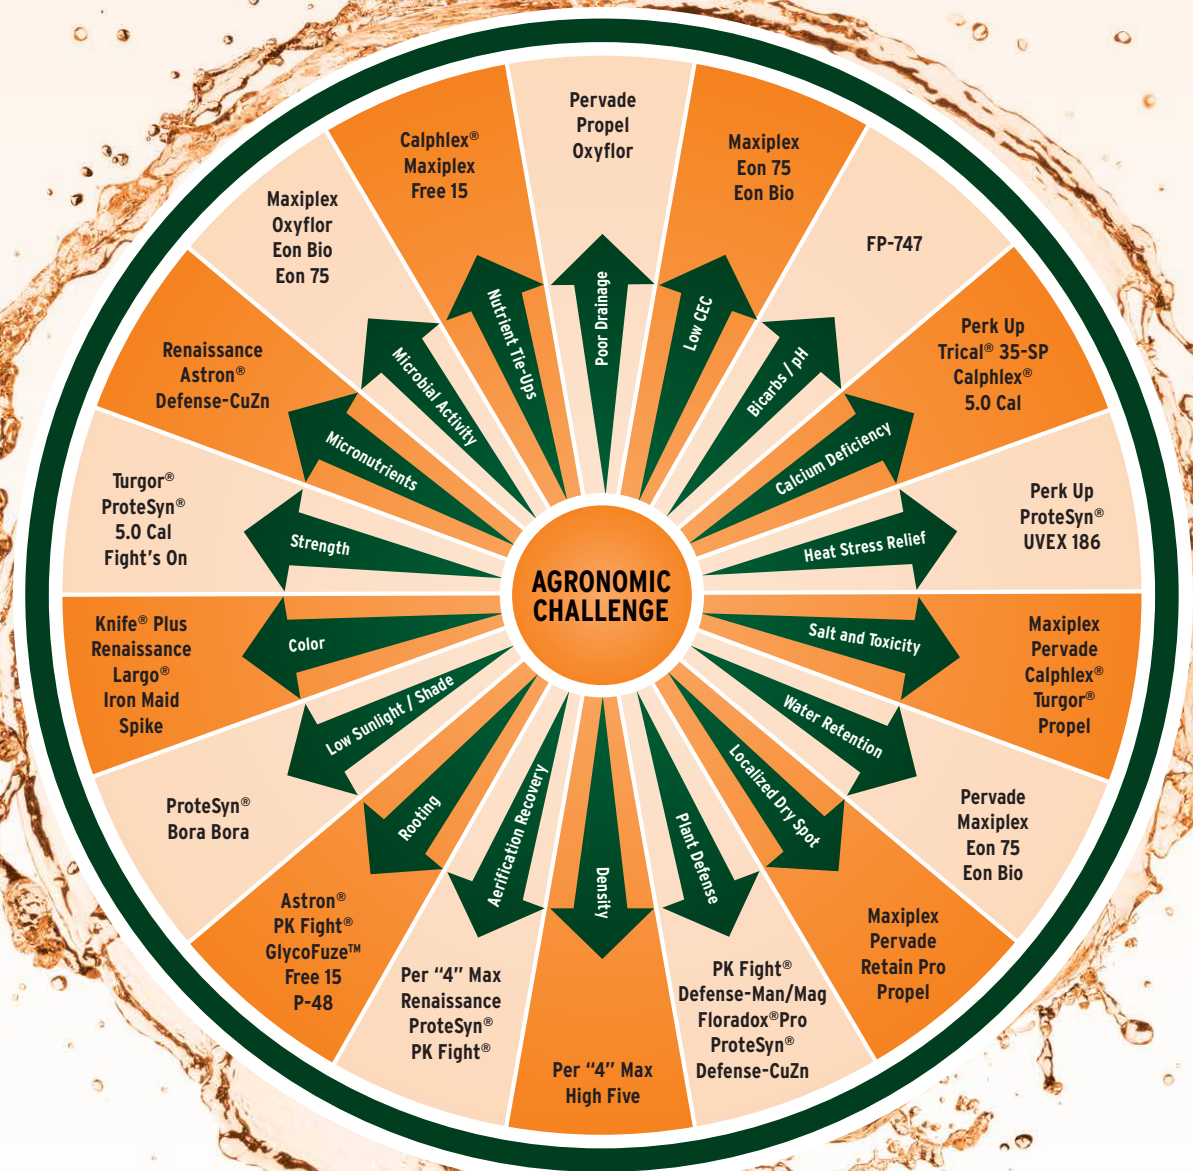 AGRONOMIC
CHALLENGE
Poor Drainage
Pervade
Propel
Oxyflor
Low CEC
Maxiplex
Eon 75
Eon Bio
Bicarbs / pH
FP-747
Calcium Deficiency
Perk Up
Trical® 35-SP
Calphlex®
5.0 Cal
Heat Stress Relief
Perk Up
ProteSyn®
UVEX 186
Salt and Toxicity
Maxiplex
Pervade
Calphlex®
Turgor®
Propel
Water Retention
Pervade
Maxiplex
Eon 75
Eon Bio
Localized Dry Spot
Maxiplex
Pervade
Retain Pro
Propel
Plant Defense
PK Fight®
Defense-Man/Mag
Floradox®Pro
ProteSyn®
Defense-CuZn
Density
Per “4” Max
High Five
Aerification Recovery
Per “4” Max
Renaissance
ProteSyn®
PK Fight®
Rooting
Astron®
PK Fight®
GlycoFuze™
Free 15
P-48
Low Sunlight / Shade
ProteSyn®
Bora Bora
Color
Knife® Plus
Renaissance
Largo®
Iron Maid
Spike
Strength
Turgor®
ProteSyn®
5.0 Cal
Fight's On
Micronutrients
Renaissance
Astron®
Defense-CuZn
Microbial Activity
Maxiplex
Oxyflor
Eon Bio
Eon 75
Nutrient Tie-Ups
Calphlex®
Maxiplex
Free 15